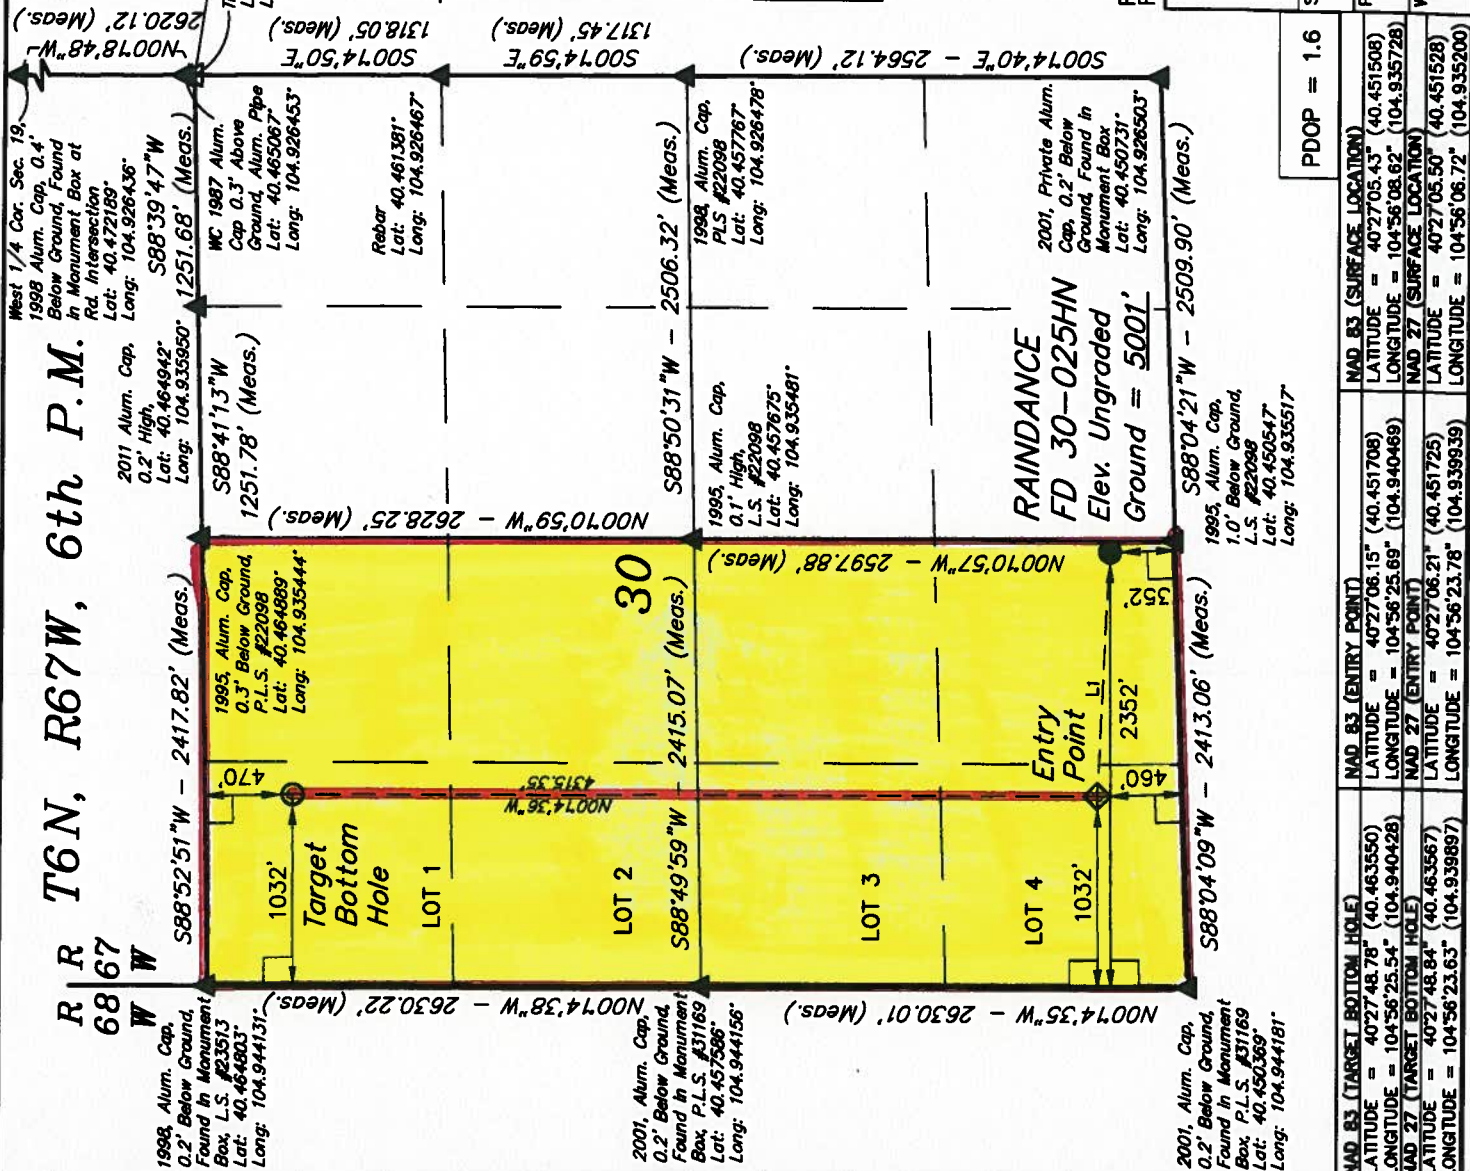 T6N, R67W, 6th P.M.
R R
68 67
W W
West 1/4 Cor. Sec. 19,
1998 Alum. Cap, 0.4'
Below Ground, Found
in Monument Box at
Rd. Intersection
Lat: 40.472189°
Long: 104.926436°
N00°18'48"W
2620.12' (Meas.)
S88°39'47"W
1251.68' (Meas.)
2011 Alum. Cap,
0.2' High,
Lat: 40.464942°
Long: 104.935950°
S88°41'13"W
1251.78' (Meas.)
WC 1987 Alum.
Cap 0.3' Above
Ground, Alum. Pipe
Lat: 40.465067°
Long: 104.926453°
S00°14'50"E
1318.05' (Meas.)
Rebar
Lat: 40.461381°
Long: 104.926467°
S00°14'59"E
1317.45' (Meas.)
S88°50'31"W - 2506.32' (Meas.)
1998, Alum. Cap,
PLS #22098
Lat: 40.457767°
Long: 104.926478°
S00°14'40"E - 2564.12' (Meas.)
2001, Private Alum.
Cap, 0.2' Below
Ground, Found in
Monument Box
Lat: 40.450731°
Long: 104.926503°
S88°04'21"W - 2509.90' (Meas.)
1995, Alum. Cap,
0.1' High,
L.S. #22098
Lat: 40.457675°
Long: 104.935481°
RAINDANCE
FD 30-025HN
Elev. Ungraded
Ground = 5001'
1995, Alum. Cap,
1.0' Below Ground,
L.S. #22098
Lat: 40.450547°
Long: 104.935517°
N00°10'59"W - 2628.25' (Meas.)
N00°10'57"W - 2597.88' (Meas.)
S88°52'51"W - 2417.82' (Meas.)
1995, Alum. Cap,
0.3' Below Ground,
P.L.S. #22098
Lat: 40.464889°
Long: 104.935444°
30
470'
1032'
Target
Bottom
Hole
N00°14'36"W
4315.35'
LOT 1
LOT 2
S88°49'59"W - 2415.07' (Meas.)
LOT 3
LOT 4
Entry
Point
L1
352'
2352'
460'
1032'
S88°04'09"W - 2413.06' (Meas.)
1998, Alum. Cap,
0.2' Below Ground,
Found in Monument
Box, L.S. #23513
Lat: 40.464803°
Long: 104.944131°
N00°14'38"W - 2630.22' (Meas.)
2001, Alum. Cap,
0.2' Below Ground,
Found in Monument
Box, P.L.S. #31169
Lat: 40.457586°
Long: 104.944156°
N00°14'35"W - 2630.01' (Meas.)
2001, Alum. Cap,
0.2' Below Ground,
Found in Monument
Box, P.L.S. #31169
Lat: 40.450369°
Long: 104.944181°
PDOP = 1.6
NAD 83 (TARGET BOTTOM HOLE)
LATITUDE = 40°27'48.78" (40.463550)
LONGITUDE = 104°56'25.54" (104.940428)
NAD 27 (TARGET BOTTOM HOLE)
LATITUDE = 40°27'48.84" (40.463567)
LONGITUDE = 104°56'23.63" (104.939897)
NAD 83 (ENTRY POINT)
LATITUDE = 40°27'06.15" (40.451708)
LONGITUDE = 104°56'25.69" (104.940469)
NAD 27 (ENTRY POINT)
LATITUDE = 40°27'06.21" (40.451725)
LONGITUDE = 104°56'23.78" (104.939939)
NAD 83 (SURFACE LOCATION)
LATITUDE = 40°27'05.43" (40.451508)
LONGITUDE = 104°56'08.62" (104.935728)
NAD 27 (SURFACE LOCATION)
LATITUDE = 40°27'05.50" (40.451528)
LONGITUDE = 104°56'06.72" (104.935200)